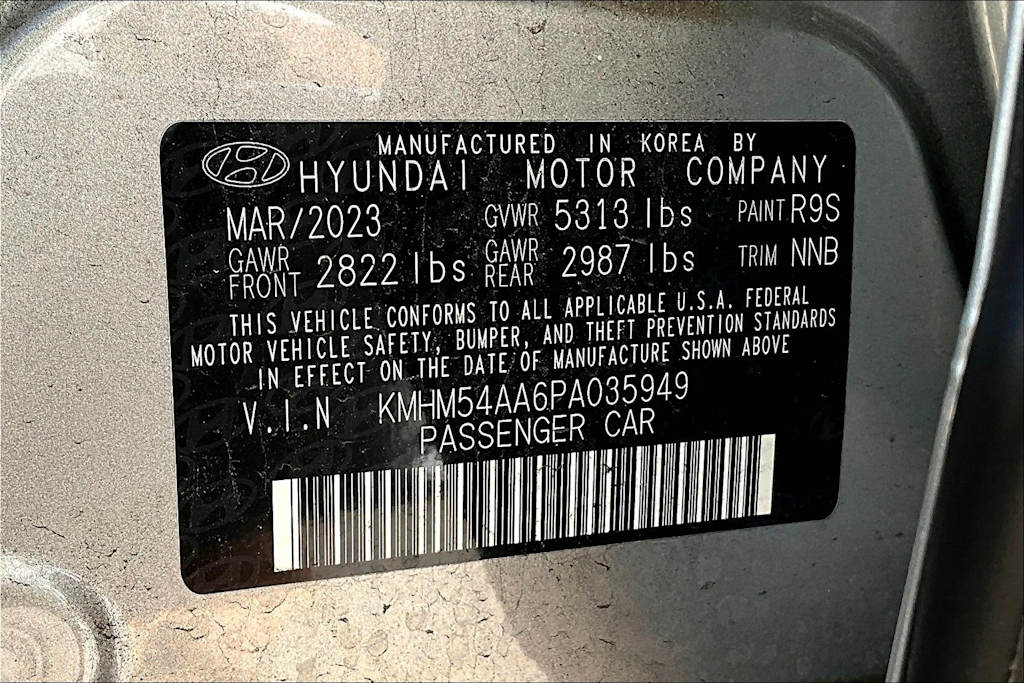 MANUFACTURED IN KOREA BY
HYUNDAI MOTOR COMPANY
MAR/2023 GVWR 5313 lbs PAINT R9S
GAWR FRONT 2822 lbs GAWR REAR 2987 lbs TRIM NNB
THIS VEHICLE CONFORMS TO ALL APPLICABLE U.S.A. FEDERAL
MOTOR VEHICLE SAFETY, BUMPER, AND THEFT PREVENTION STANDARDS
IN EFFECT ON THE DATE OF MANUFACTURE SHOWN ABOVE
V.I.N KMHM54AA6PA035949
PASSENGER CAR